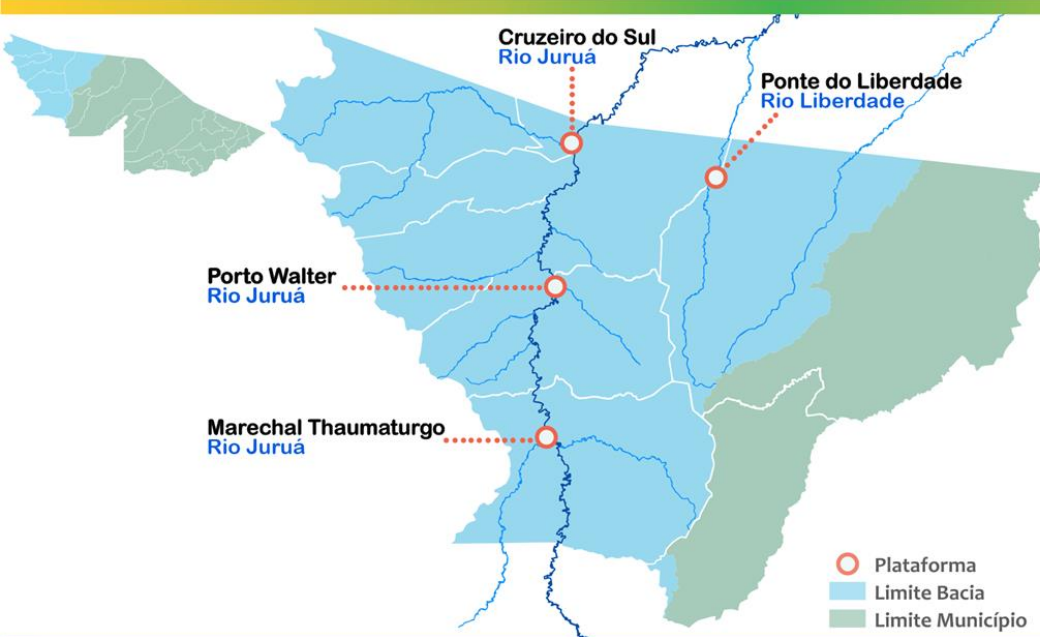 Cruzeiro do Sul
Rio Juruá
Ponte do Liberdade
Rio Liberdade
Porto Walter
Rio Juruá
Marechal Thaumaturgo
Rio Juruá
Plataforma
Limite Bacia
Limite Município